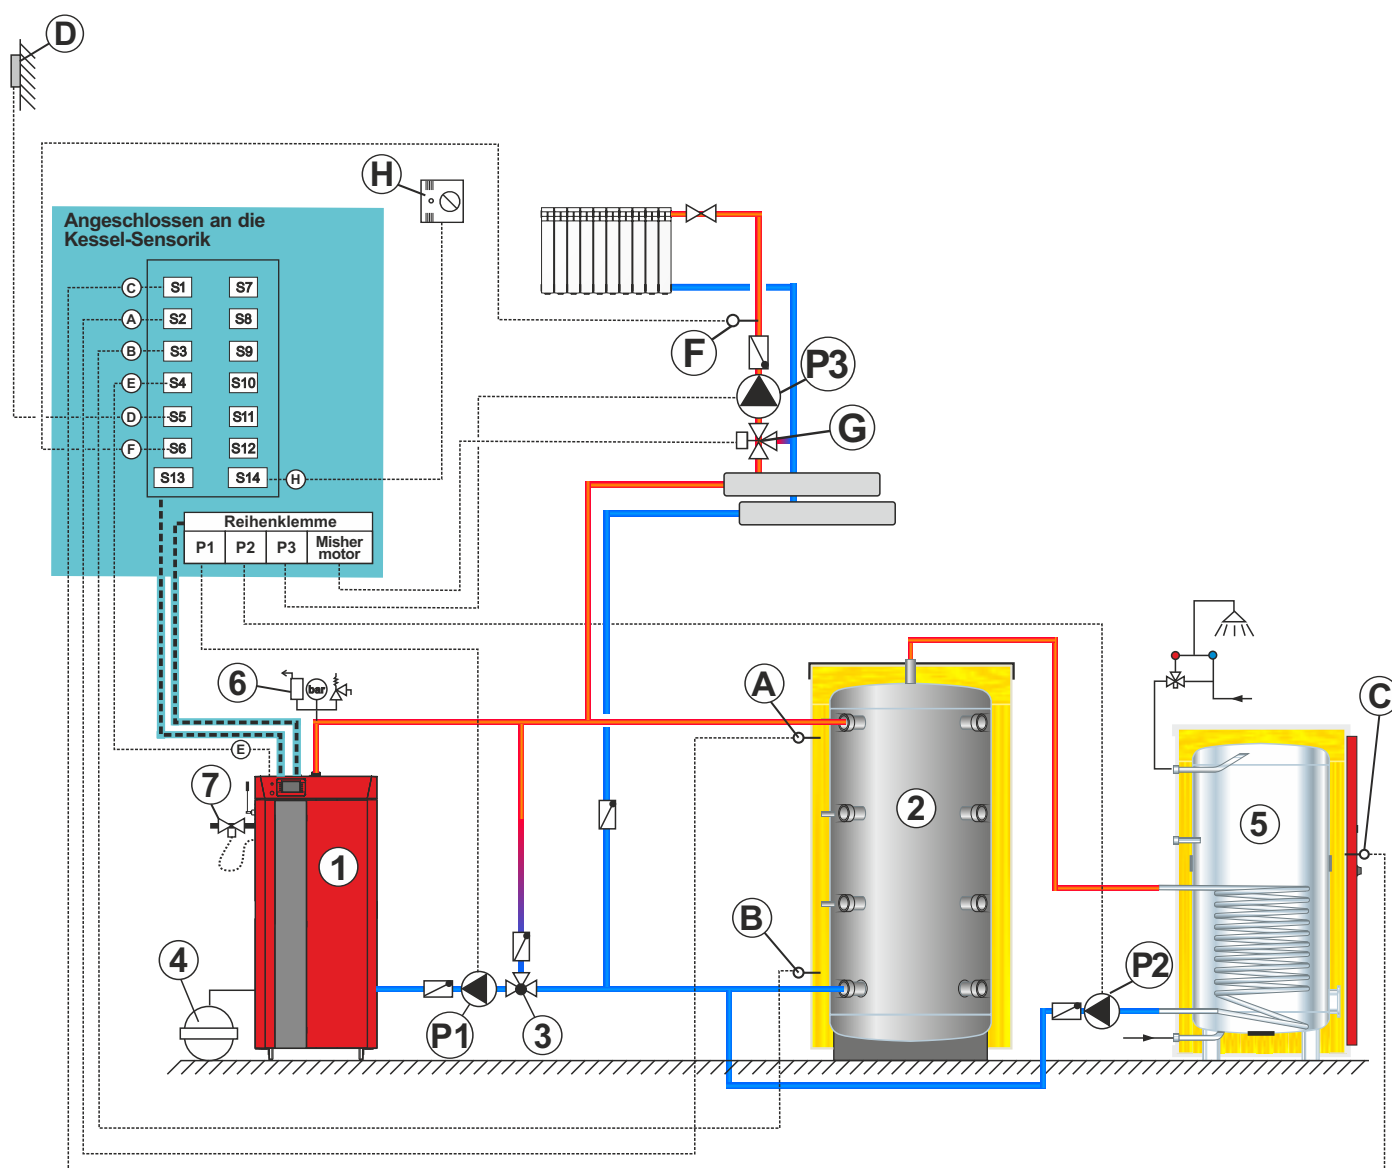 D
H
Angeschlossen an die
Kessel-Sensorik
C S1 S7
A S2 S8
B S3 S9
E S4 S10
D S5 S11
F S6 S12
S13 S14 H
Reihenklemme
P1 P2 P3 Misher
motor
F
P3
G
6
bar
A
C
E
7
2
5
1
B
4
P2
P1
3